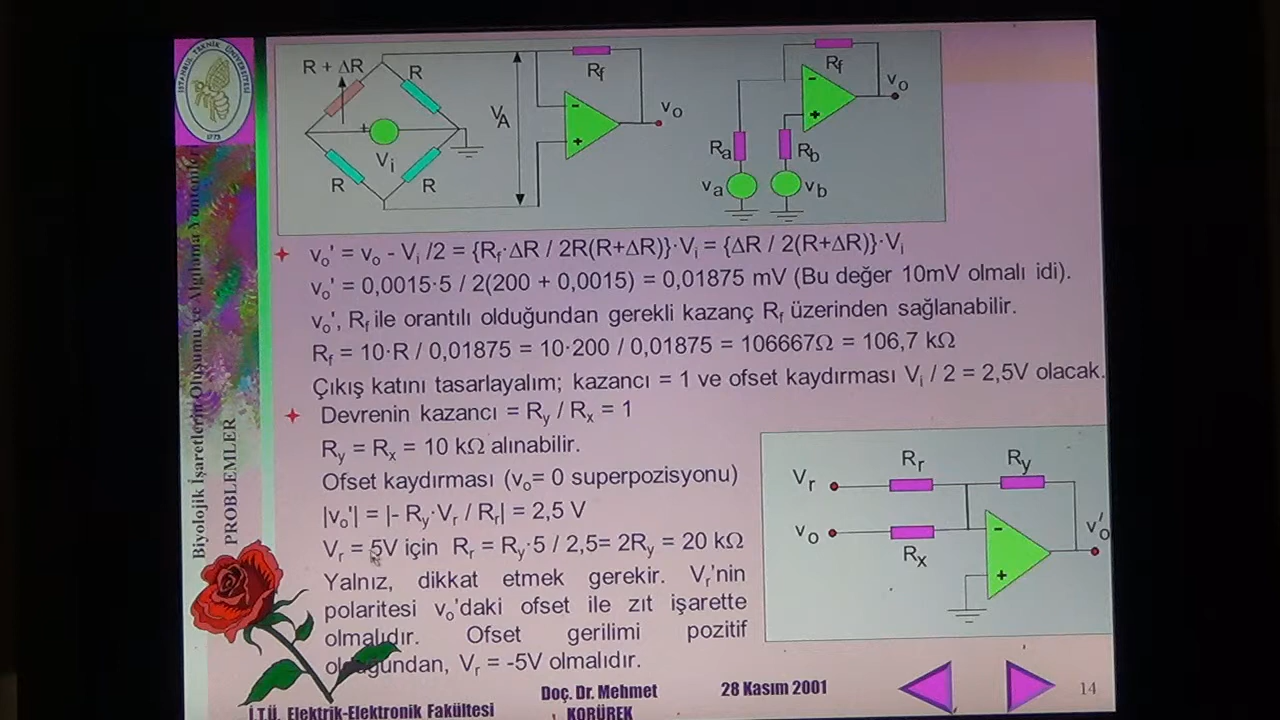 İSTANBUL TEKNİK ÜNİVERSİTESİ
1773
Biyolojik İşaretlerin Oluşumu ve Algılama Yöntemleri
PROBLEMLER
R + ΔR
R
R
R
+
Vi
VA
Rf
-
+
vo
Rf
-
+
vo
Ra
Rb
va
vb
vo' = vo - Vi /2 = {Rf·ΔR / 2R(R+ΔR)}·Vi = {ΔR / 2(R+ΔR)}·Vi
vo' = 0,0015·5 / 2(200 + 0,0015) = 0,01875 mV (Bu değer 10mV olmalı idi).
vo', Rf ile orantılı olduğundan gerekli kazanç Rf üzerinden sağlanabilir.
Rf = 10·R / 0,01875 = 10·200 / 0,01875 = 106667Ω = 106,7 kΩ
Çıkış katını tasarlayalım; kazancı = 1 ve ofset kaydırması Vi / 2 = 2,5V olacak.
Devrenin kazancı = Ry / Rx = 1
Ry = Rx = 10 kΩ alınabilir.
Ofset kaydırması (vo= 0 superpozisyonu)
|vo'| = |- Ry·Vr / Rr| = 2,5 V
Vr = 5V için Rr = Ry·5 / 2,5= 2Ry = 20 kΩ
Yalnız, dikkat etmek gerekir. Vr'nin
polaritesi vo'daki ofset ile zıt işarette
olmalıdır. Ofset gerilimi pozitif
olduğundan, Vr = -5V olmalıdır.
Vr
Rr
Ry
vo
Rx
-
+
vo'
İ.T.Ü. Elektrik-Elektronik Fakültesi
Doç. Dr. Mehmet
KORÜREK
28 Kasım 2001
14